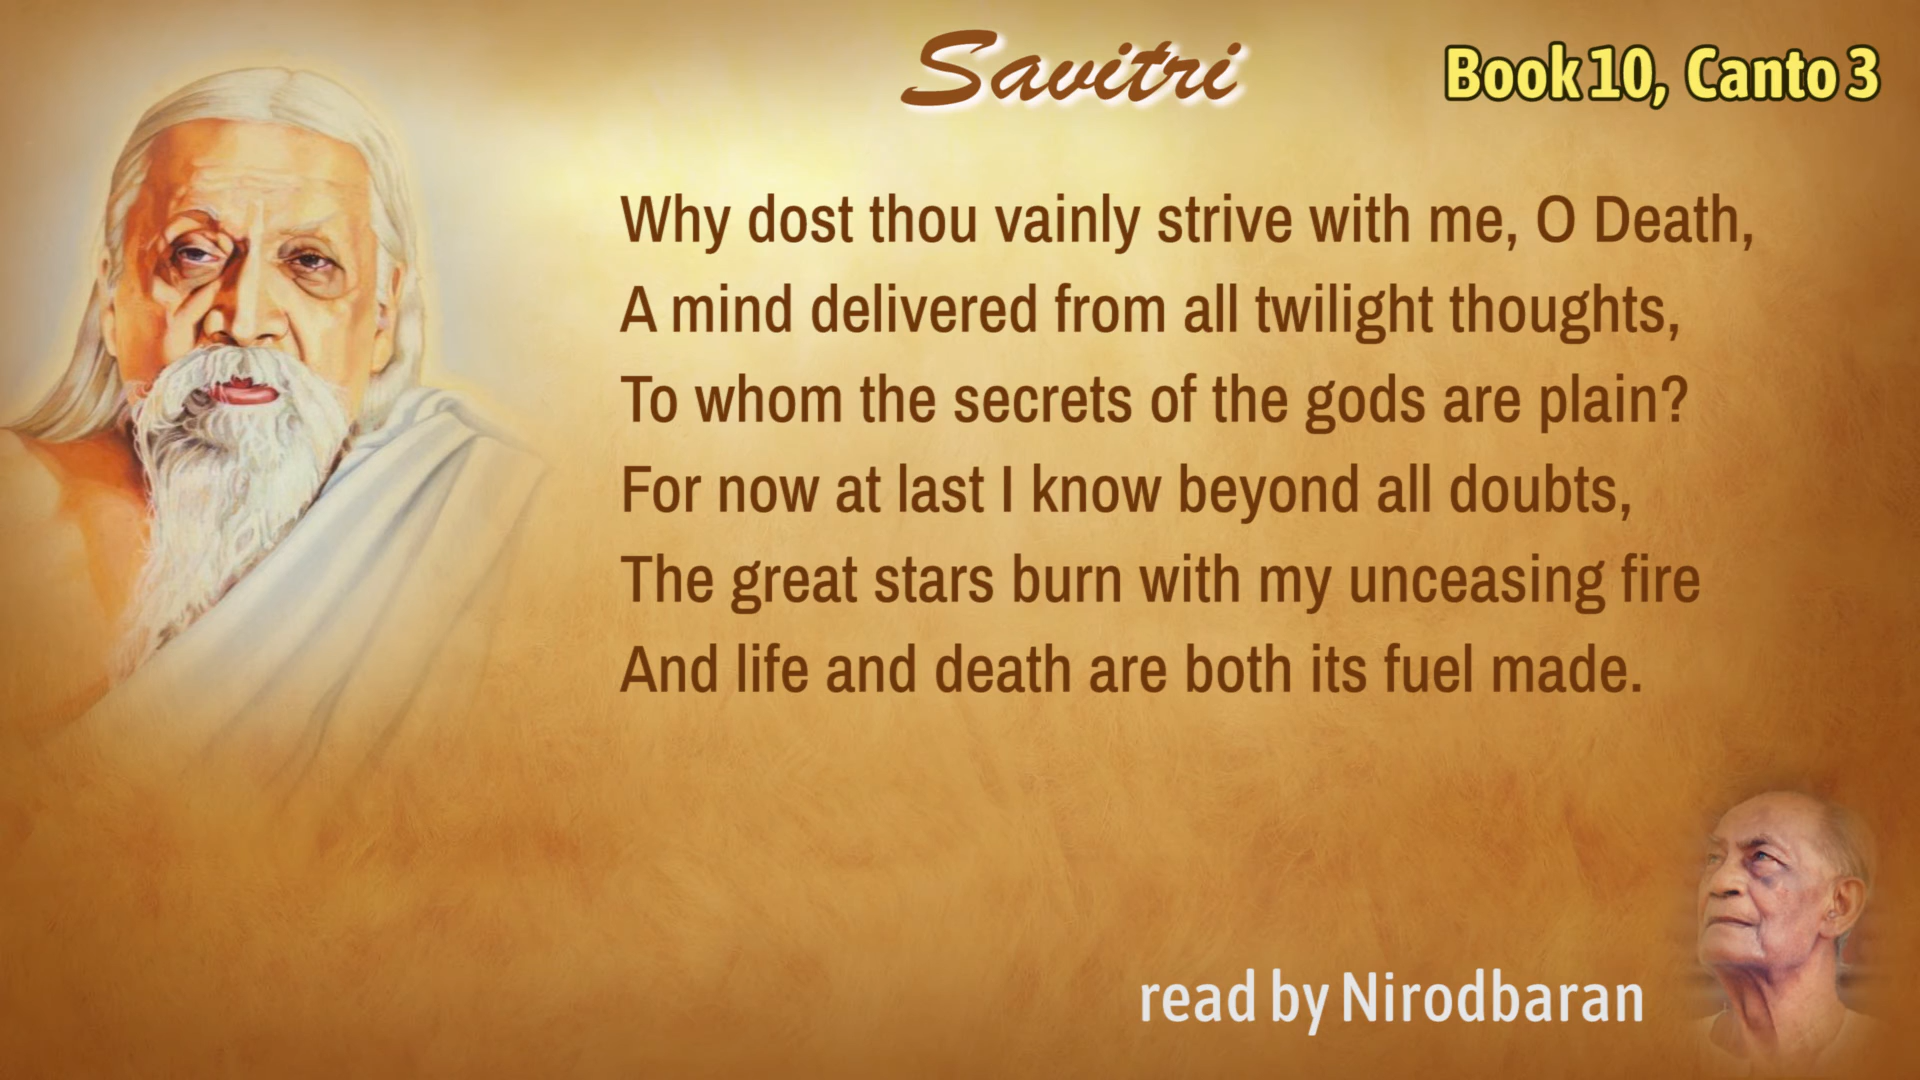 Savitri
Book 10, Canto 3
Why dost thou vainly strive with me, O Death,
A mind delivered from all twilight thoughts,
To whom the secrets of the gods are plain?
For now at last I know beyond all doubts,
The great stars burn with my unceasing fire
And life and death are both its fuel made.
read by Nirodbaran